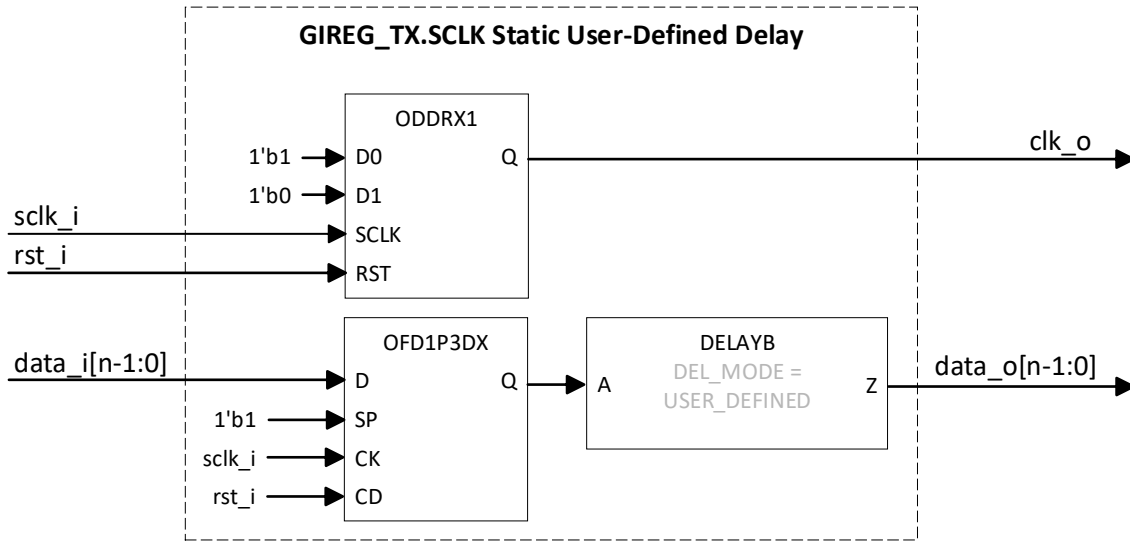 GIREG_TX.SCLK Static User-Defined Delay
ODDRX1
1'b1 D0 Q clk_o
1'b0 D1
sclk_i SCLK
rst_i RST
OFD1P3DX DELAYB
data_i[n-1:0] D Q A DEL_MODE = USER_DEFINED Z data_o[n-1:0]
1'b1 SP
sclk_i CK
rst_i CD